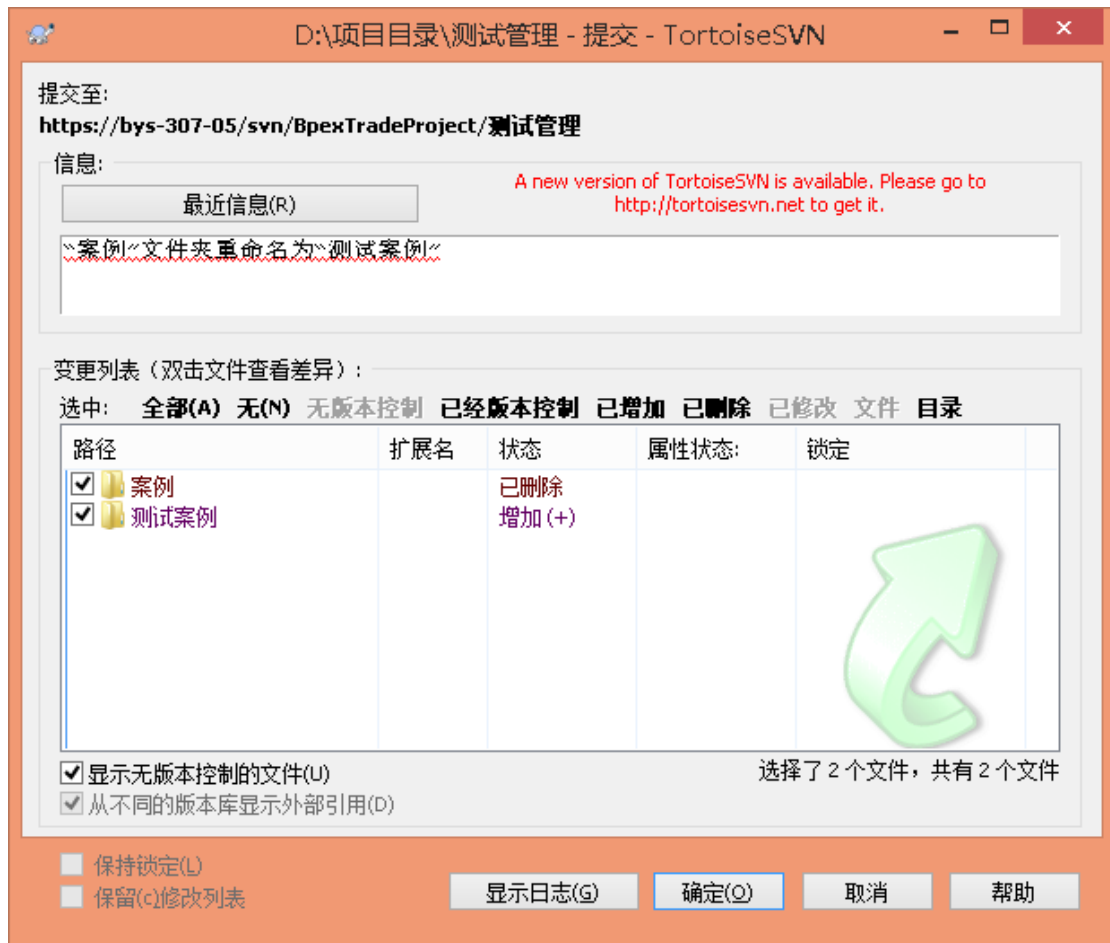 D:\项目目录\测试管理 - 提交 - TortoiseSVN
提交至:
https://bys-307-05/svn/BpexTradeProject/测试管理
信息:
最近信息(R)
A new version of TortoiseSVN is available. Please go to
http://tortoisesvn.net to get it.
“案例”文件夹重命名为“测试案例”
变更列表（双击文件查看差异）:
选中: 全部(A) 无(N) 无版本控制 已经版本控制 已增加 已删除 已修改 文件 目录
路径 扩展名 状态 属性状态: 锁定
案例 已删除
测试案例 增加(+)
显示无版本控制的文件(U) 选择了2个文件，共有2个文件
从不同的版本库显示外部引用(D)
保持锁定(L)
保留(c)修改列表
显示日志(G) 确定(O) 取消 帮助